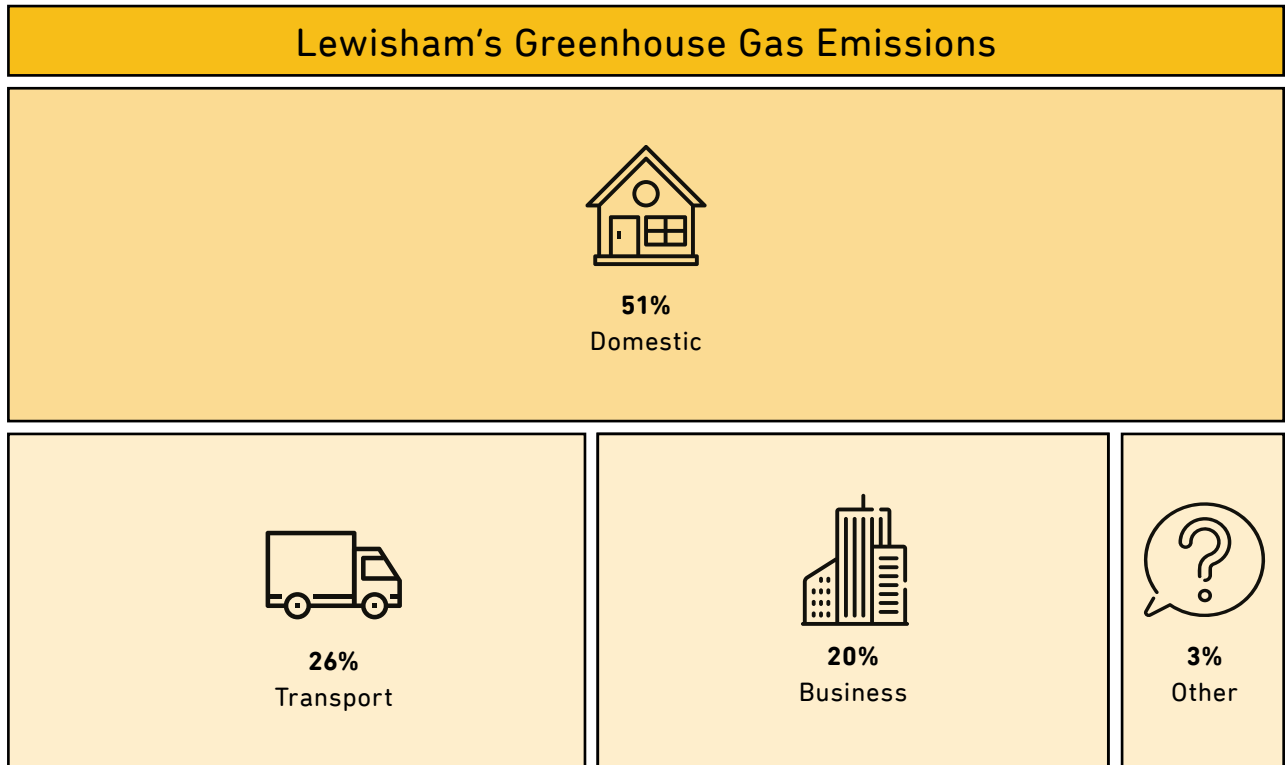 Lewisham's Greenhouse Gas Emissions
51%
Domestic
26%
Transport
20%
Business
?
3%
Other